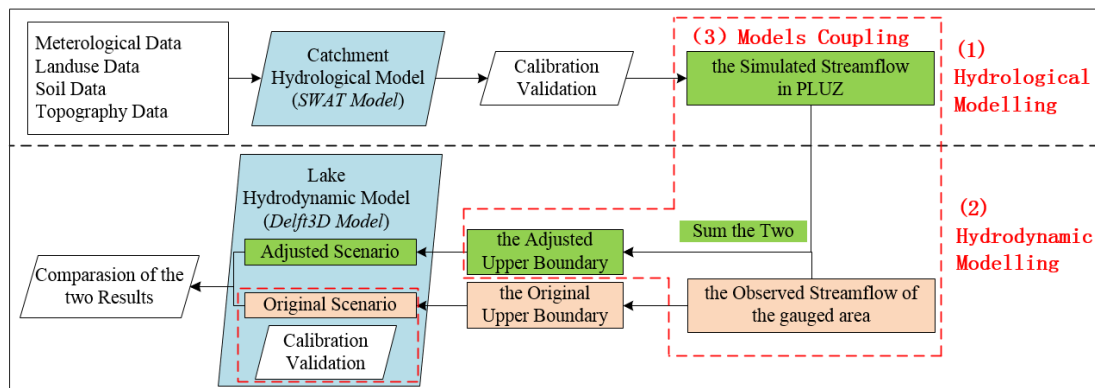 Meterological Data
Landuse Data
Soil Data
Topography Data
Catchment
Hydrological Model
(SWAT Model)
Calibration
Validation
(3) Models Coupling
the Simulated Streamflow
in PLUZ
(1)
Hydrological
Modelling
Lake
Hydrodynamic Model
(Delft3D Model)
Adjusted Scenario
the Adjusted
Upper Boundary
Sum the Two
(2)
Hydrodynamic
Modelling
Comparasion of the
two Results
Original Scenario
the Original
Upper Boundary
the Observed Streamflow of
the gauged area
Calibration
Validation